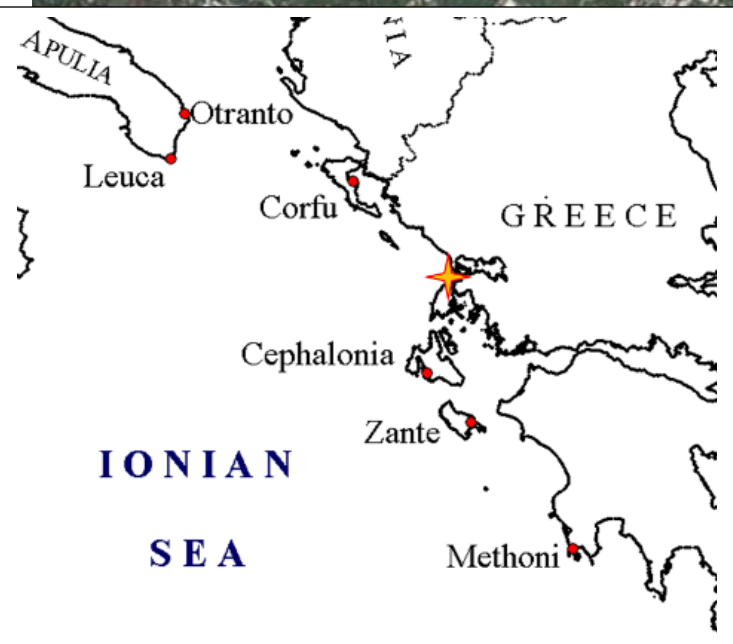 APULIA
Otranto
Leuca
Corfu
GREECE
Cephalonia
Zante
IONIAN
SEA
Methoni